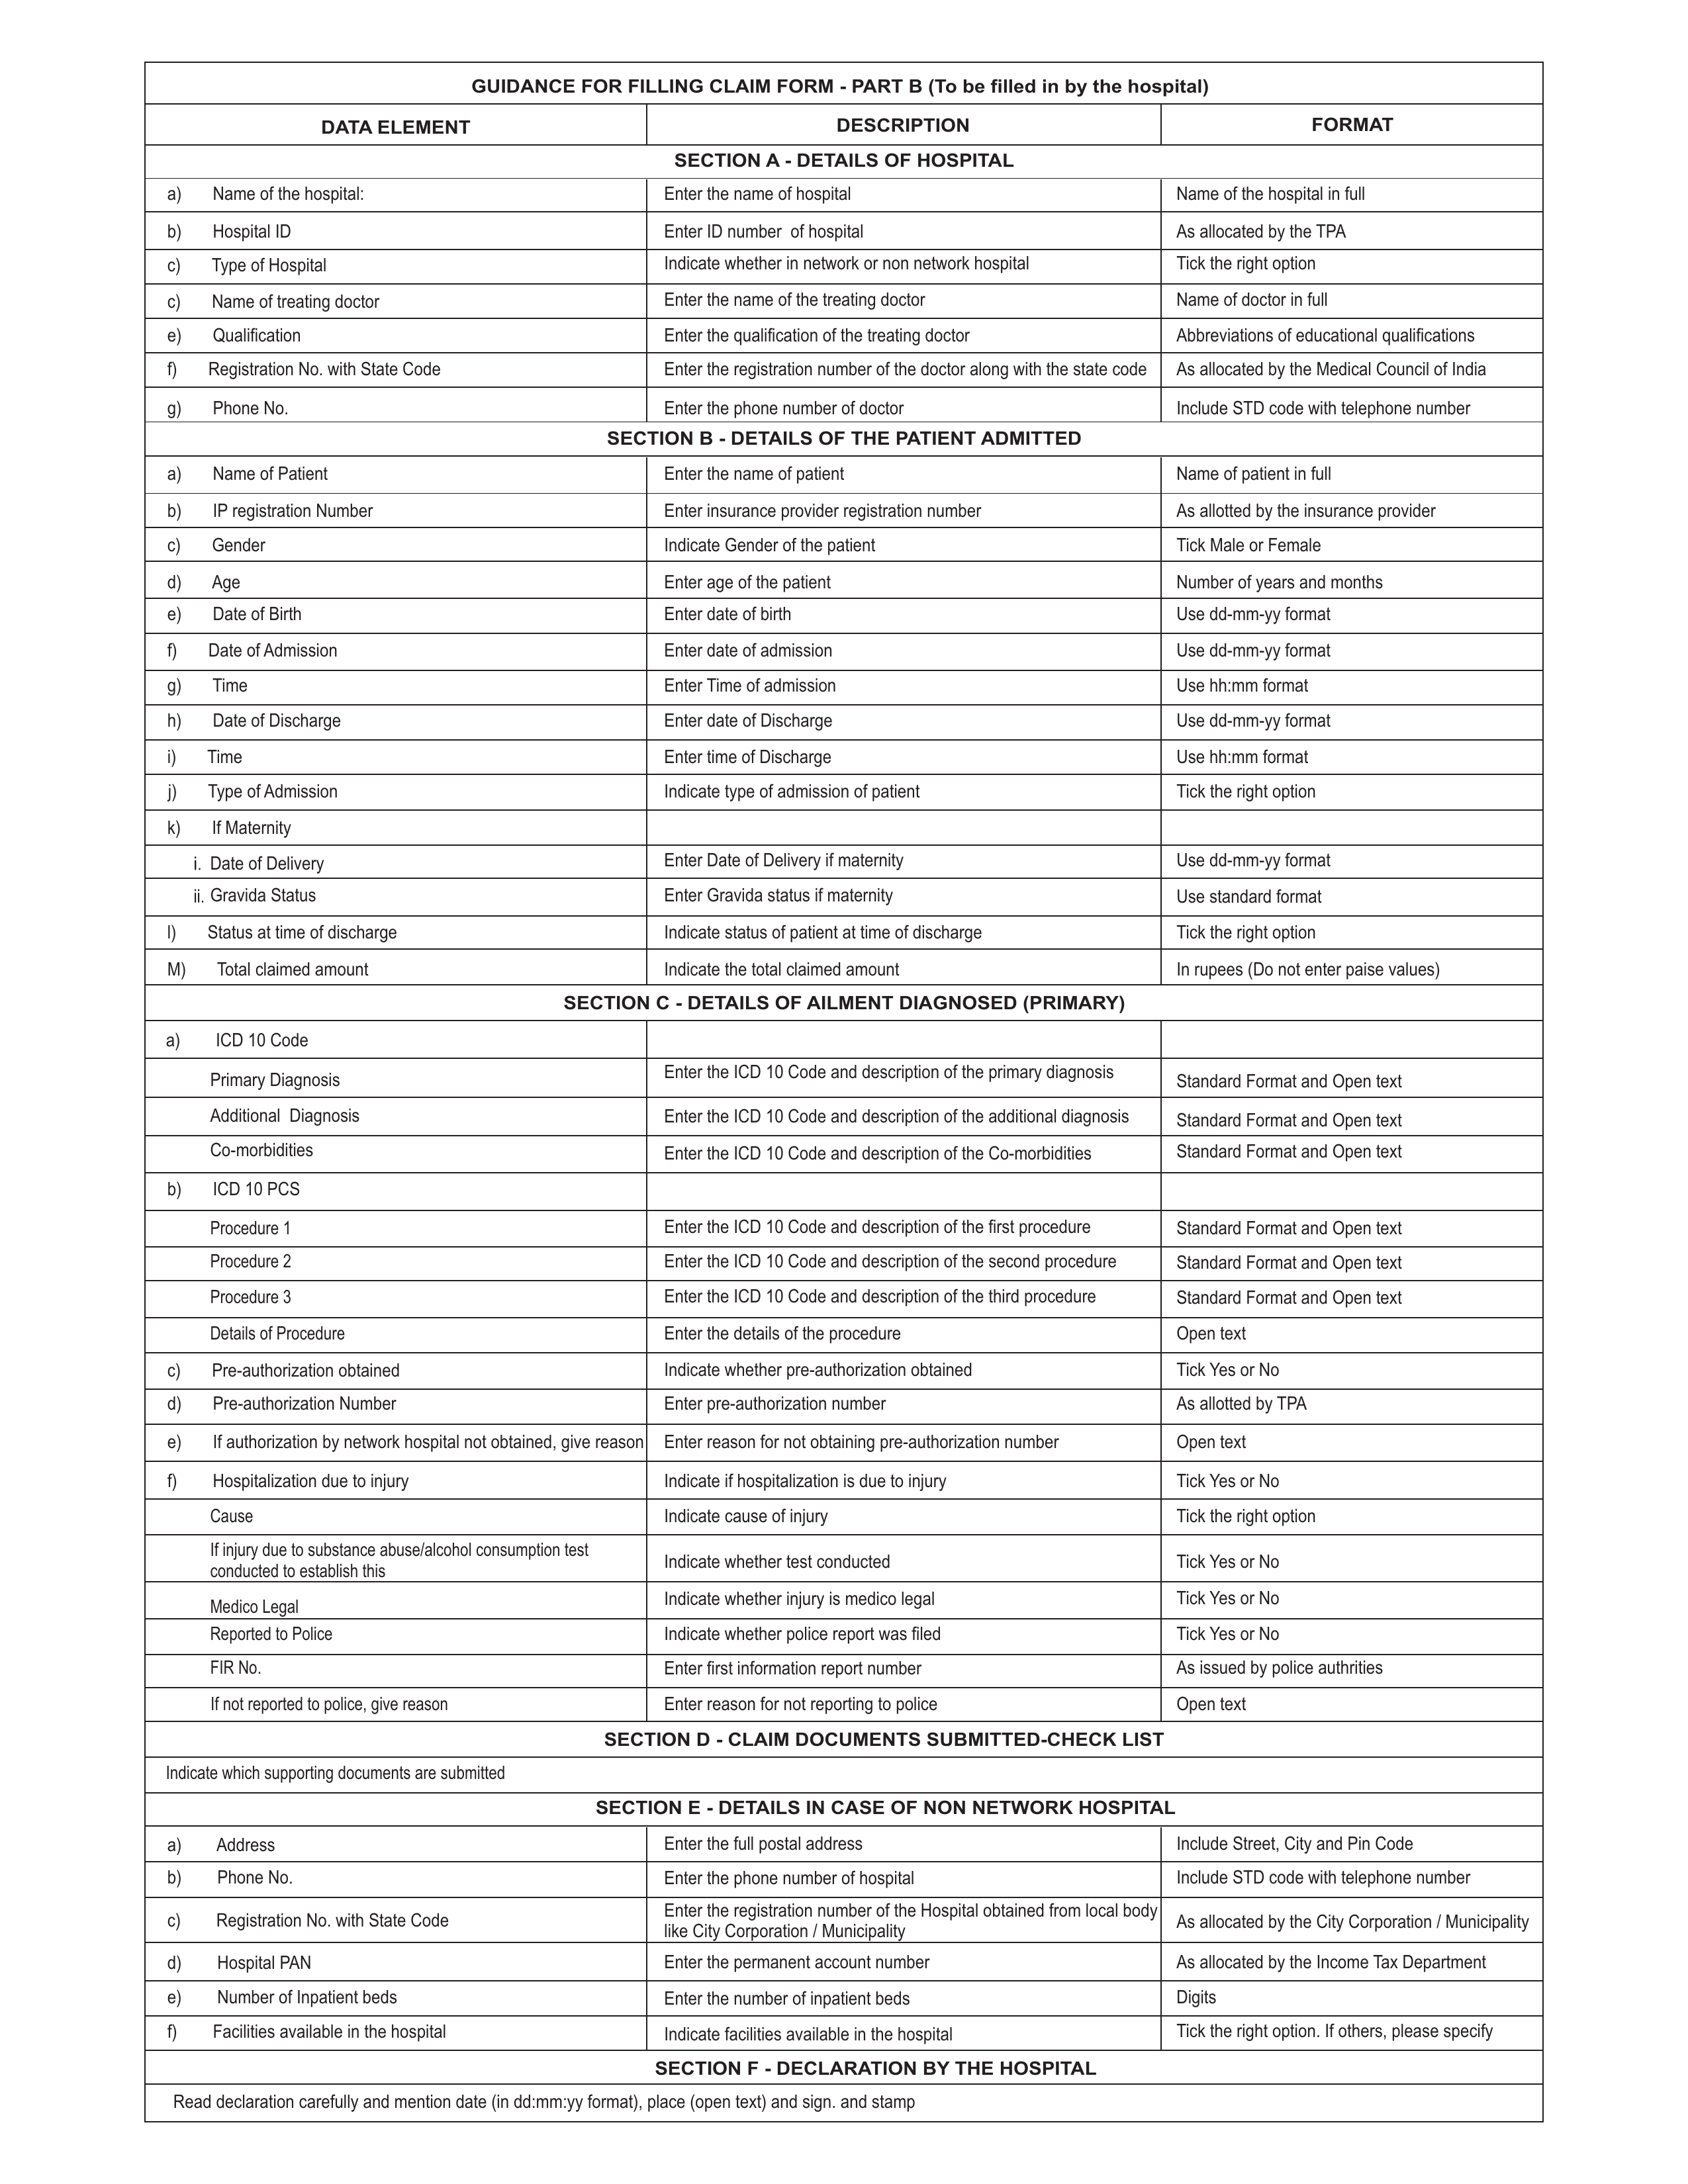 GUIDANCE FOR FILLING CLAIM FORM - PART B (To be filled in by the hospital)
DATA ELEMENT DESCRIPTION FORMAT
SECTION A - DETAILS OF HOSPITAL
a) Name of the hospital: Enter the name of hospital Name of the hospital in full
b) Hospital ID Enter ID number of hospital As allocated by the TPA
c) Type of Hospital Indicate whether in network or non network hospital Tick the right option
c) Name of treating doctor Enter the name of the treating doctor Name of doctor in full
e) Qualification Enter the qualification of the treating doctor Abbreviations of educational qualifications
f) Registration No. with State Code Enter the registration number of the doctor along with the state code As allocated by the Medical Council of India
g) Phone No. Enter the phone number of doctor Include STD code with telephone number
SECTION B - DETAILS OF THE PATIENT ADMITTED
a) Name of Patient Enter the name of patient Name of patient in full
b) IP registration Number Enter insurance provider registration number As allotted by the insurance provider
c) Gender Indicate Gender of the patient Tick Male or Female
d) Age Enter age of the patient Number of years and months
e) Date of Birth Enter date of birth Use dd-mm-yy format
f) Date of Admission Enter date of admission Use dd-mm-yy format
g) Time Enter Time of admission Use hh:mm format
h) Date of Discharge Enter date of Discharge Use dd-mm-yy format
i) Time Enter time of Discharge Use hh:mm format
j) Type of Admission Indicate type of admission of patient Tick the right option
k) If Maternity
i. Date of Delivery Enter Date of Delivery if maternity Use dd-mm-yy format
ii. Gravida Status Enter Gravida status if maternity Use standard format
l) Status at time of discharge Indicate status of patient at time of discharge Tick the right option
M) Total claimed amount Indicate the total claimed amount In rupees (Do not enter paise values)
SECTION C - DETAILS OF AILMENT DIAGNOSED (PRIMARY)
a) ICD 10 Code
Primary Diagnosis Enter the ICD 10 Code and description of the primary diagnosis Standard Format and Open text
Additional Diagnosis Enter the ICD 10 Code and description of the additional diagnosis Standard Format and Open text
Co-morbidities Enter the ICD 10 Code and description of the Co-morbidities Standard Format and Open text
b) ICD 10 PCS
Procedure 1 Enter the ICD 10 Code and description of the first procedure Standard Format and Open text
Procedure 2 Enter the ICD 10 Code and description of the second procedure Standard Format and Open text
Procedure 3 Enter the ICD 10 Code and description of the third procedure Standard Format and Open text
Details of Procedure Enter the details of the procedure Open text
c) Pre-authorization obtained Indicate whether pre-authorization obtained Tick Yes or No
d) Pre-authorization Number Enter pre-authorization number As allotted by TPA
e) If authorization by network hospital not obtained, give reason Enter reason for not obtaining pre-authorization number Open text
f) Hospitalization due to injury Indicate if hospitalization is due to injury Tick Yes or No
Cause Indicate cause of injury Tick the right option
If injury due to substance abuse/alcohol consumption test
conducted to establish this Indicate whether test conducted Tick Yes or No
Medico Legal Indicate whether injury is medico legal Tick Yes or No
Reported to Police Indicate whether police report was filed Tick Yes or No
FIR No. Enter first information report number As issued by police authrities
If not reported to police, give reason Enter reason for not reporting to police Open text
SECTION D - CLAIM DOCUMENTS SUBMITTED-CHECK LIST
Indicate which supporting documents are submitted
SECTION E - DETAILS IN CASE OF NON NETWORK HOSPITAL
a) Address Enter the full postal address Include Street, City and Pin Code
b) Phone No. Enter the phone number of hospital Include STD code with telephone number
c) Registration No. with State Code Enter the registration number of the Hospital obtained from local body
like City Corporation / Municipality As allocated by the City Corporation / Municipality
d) Hospital PAN Enter the permanent account number As allocated by the Income Tax Department
e) Number of Inpatient beds Enter the number of inpatient beds Digits
f) Facilities available in the hospital Indicate facilities available in the hospital Tick the right option. If others, please specify
SECTION F - DECLARATION BY THE HOSPITAL
Read declaration carefully and mention date (in dd:mm:yy format), place (open text) and sign. and stamp